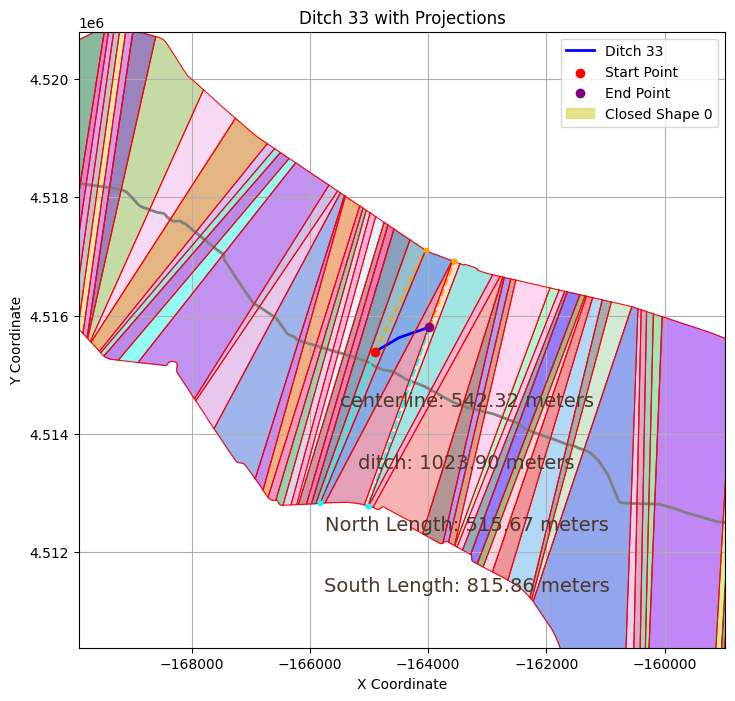 Ditch 33 with Projections
1e6
Ditch 33
Start Point
End Point
Closed Shape 0
4.520
4.518
4.516
4.514
4.512
Y Coordinate
centerline: 542.32 meters
ditch: 1023.90 meters
North Length: 515.67 meters
South Length: 815.86 meters
−168000 −166000 −164000 −162000 −160000
X Coordinate